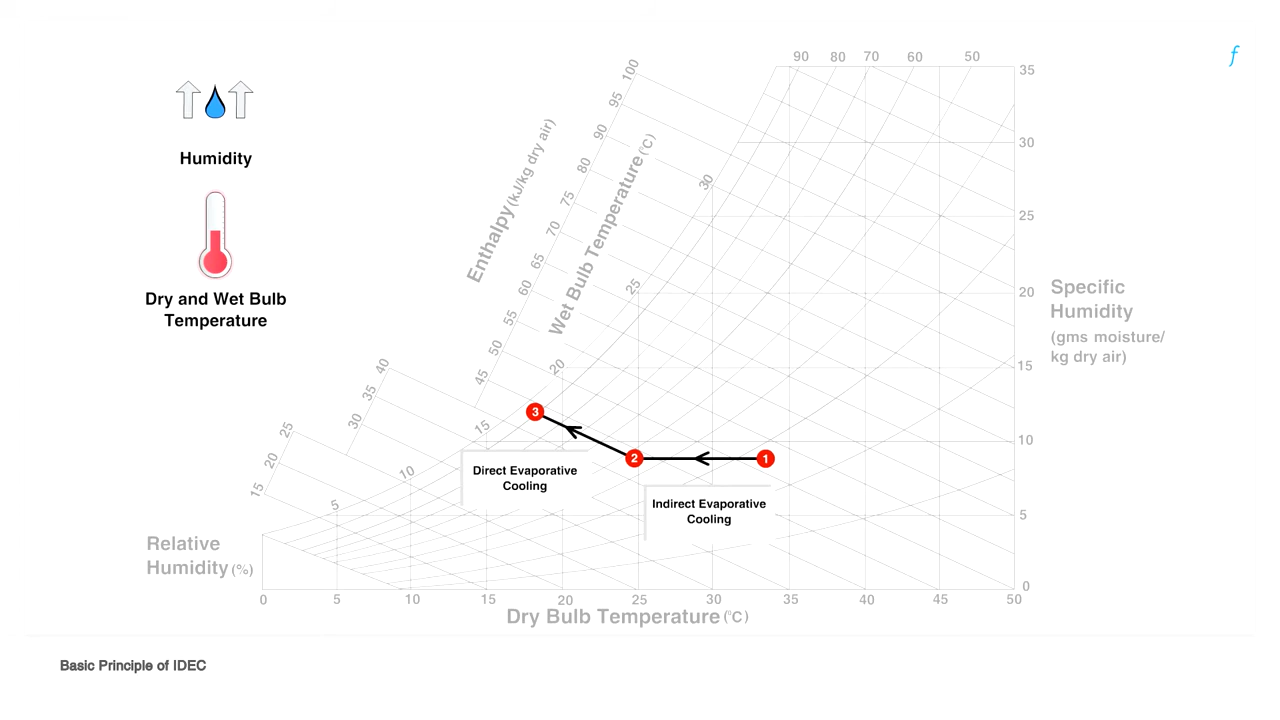 90 80 70 60 50
f
Humidity
Dry and Wet Bulb
Temperature
Enthalpy (kJ/kg dry air)
Wet Bulb Temperature (°C)
100
95
90
80
75
70
65
60
55
50
45
40
35
30
25
20
15
30
25
20
15
10
5
35
30
25
20
15
10
5
0
Specific
Humidity
(gms moisture/
kg dry air)
3
2
1
Direct Evaporative
Cooling
Indirect Evaporative
Cooling
Relative
Humidity (%)
0 5 10 15 20 25 30 35 40 45 50
Dry Bulb Temperature (°C)
Basic Principle of IDEC